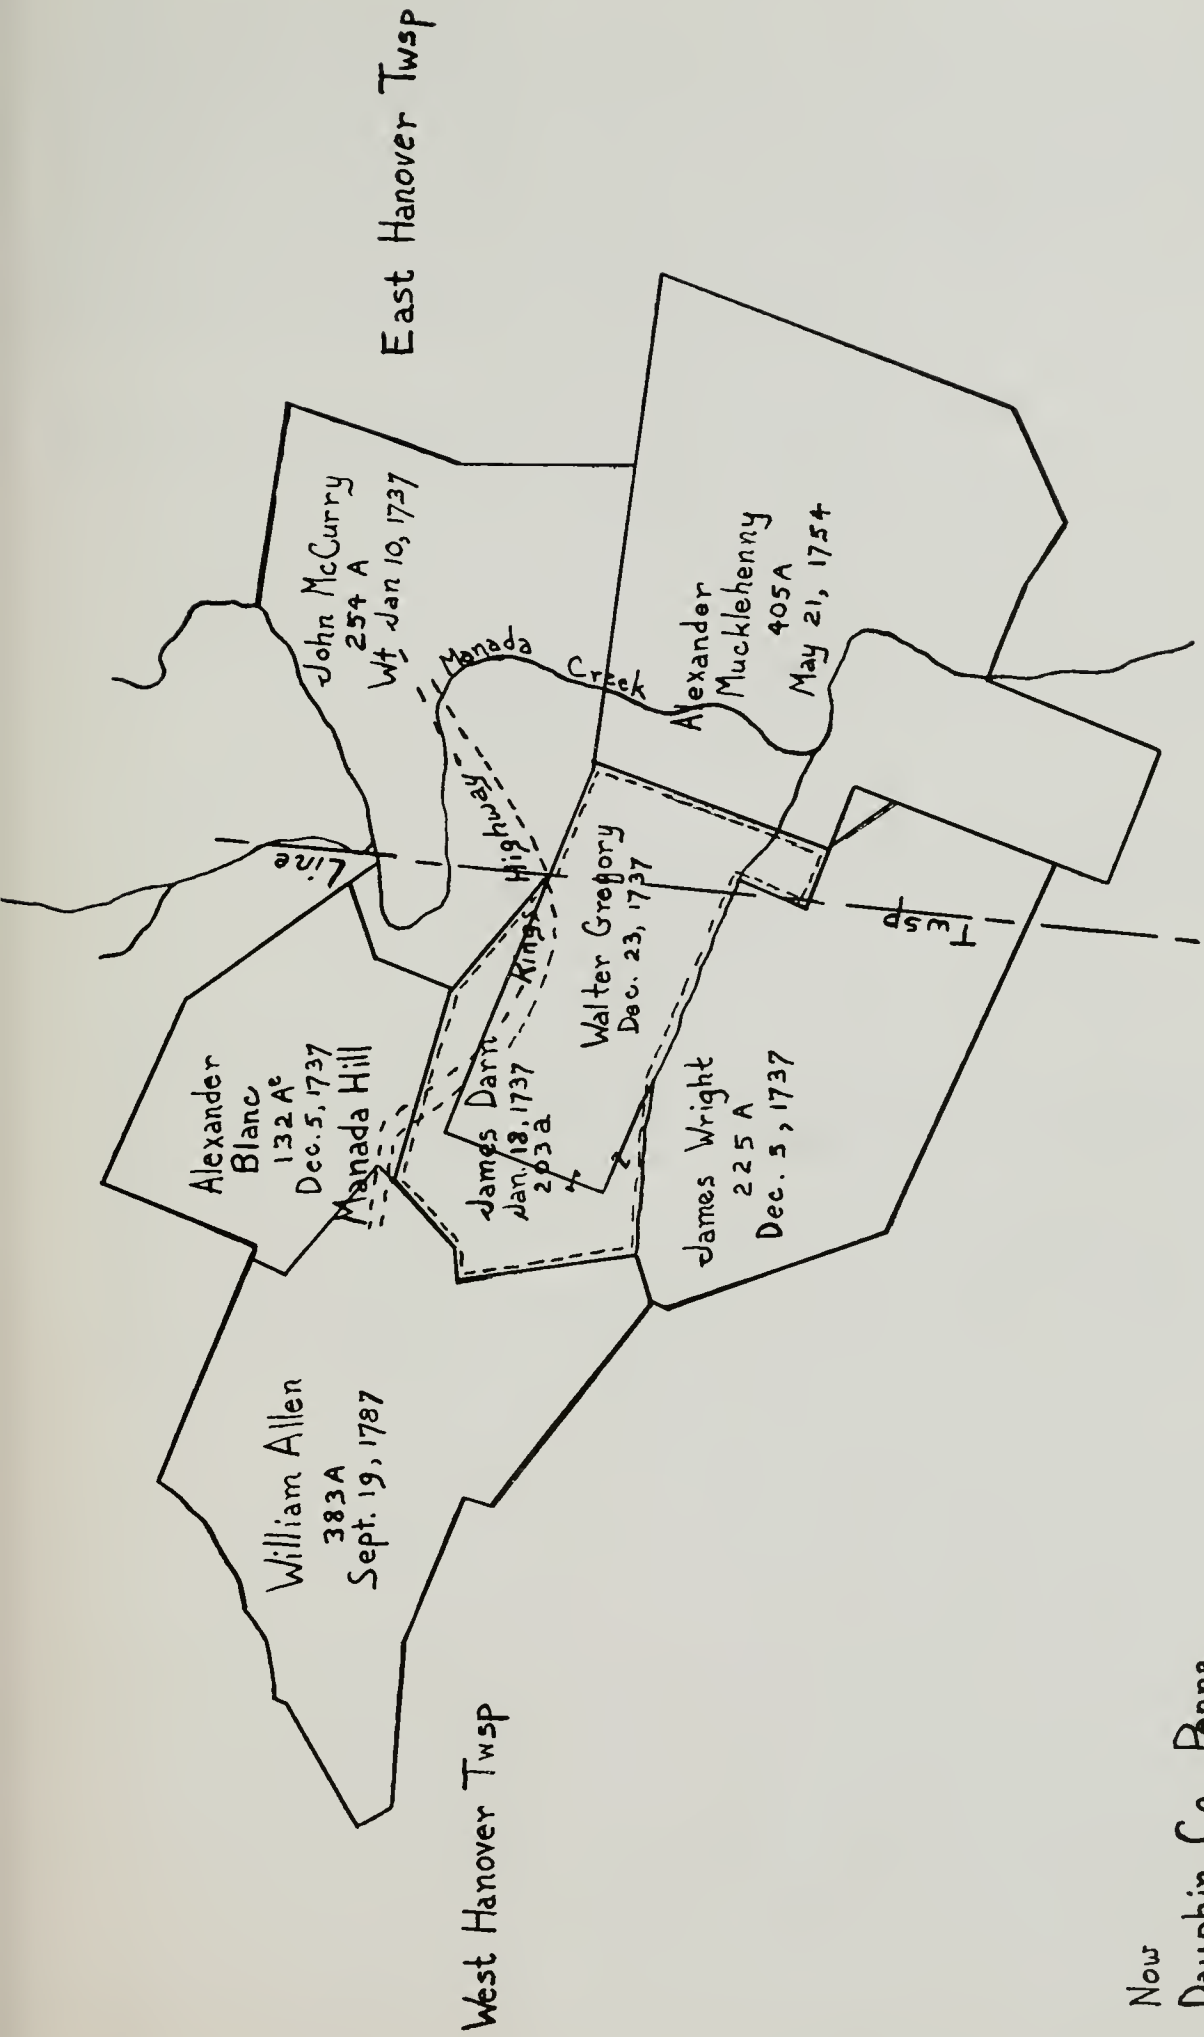 East Hanover Twsp
John McCurry
254 A
Wt Jan 10, 1737
Manada
Creek
Alexander
Mucklehenny
405A
May 21, 1754
Line
Kings Highway
Walter Gregory
Dec. 23, 1737
Twsp
Alexander
Blanc
132 Ac
Dec. 5, 1737
Manada Hill
James Darn
Jan. 18, 1737
203a
James Wright
225 A
Dec. 5, 1737
William Allen
383A
Sept. 19, 1787
West Hanover Twsp
Now
Dauphin Co. Penna